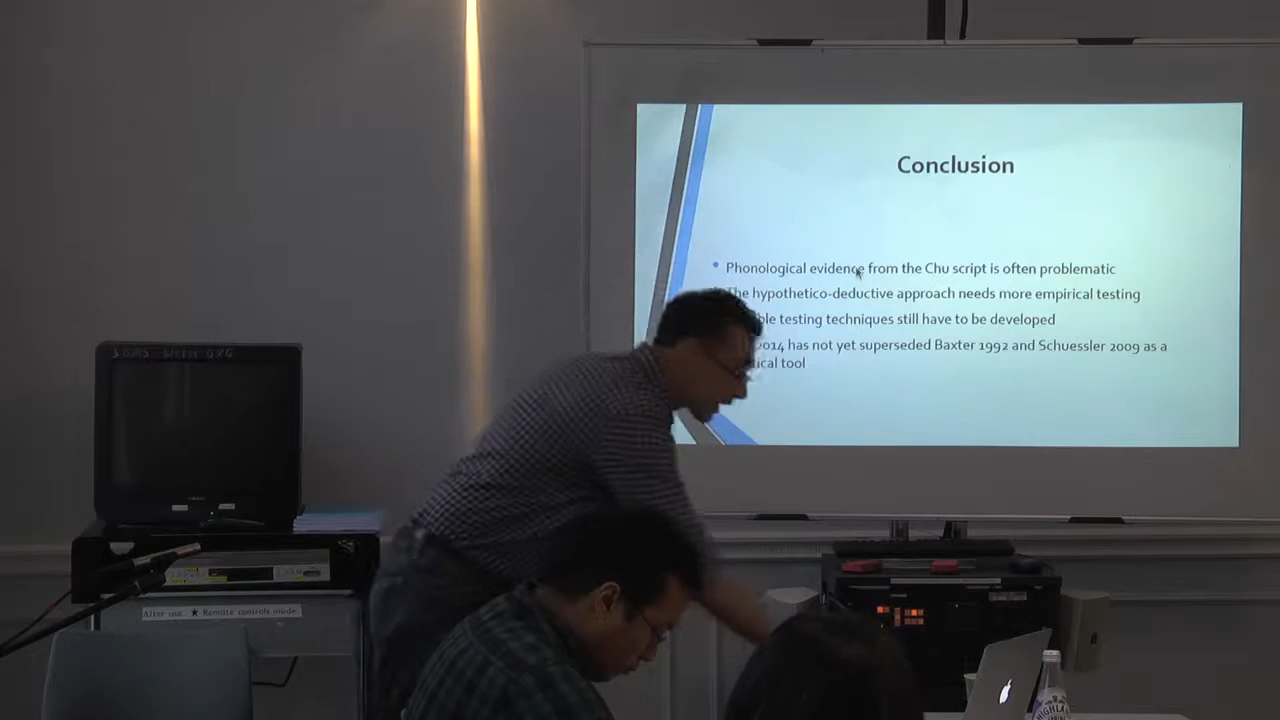 Conclusion
Phonological evidence from the Chu script is often problematic
The hypothetico-deductive approach needs more empirical testing
testing techniques still have to be developed
2014 has not yet superseded Baxter 1992 and Schuessler 2009 as a
tool
After use ★ Remote controls inside
HIGHLAND